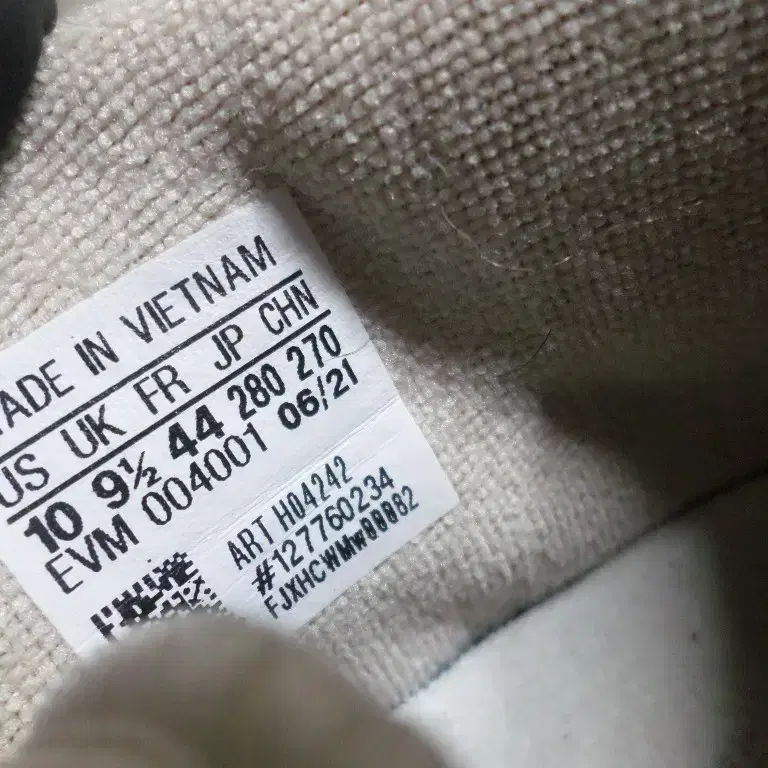 MADE IN VIETNAM
US UK FR JP CHN
10 9½ 44 280 270
EVM 004001 06/21
ART H04242
#127760234
FJXHCWMw00082